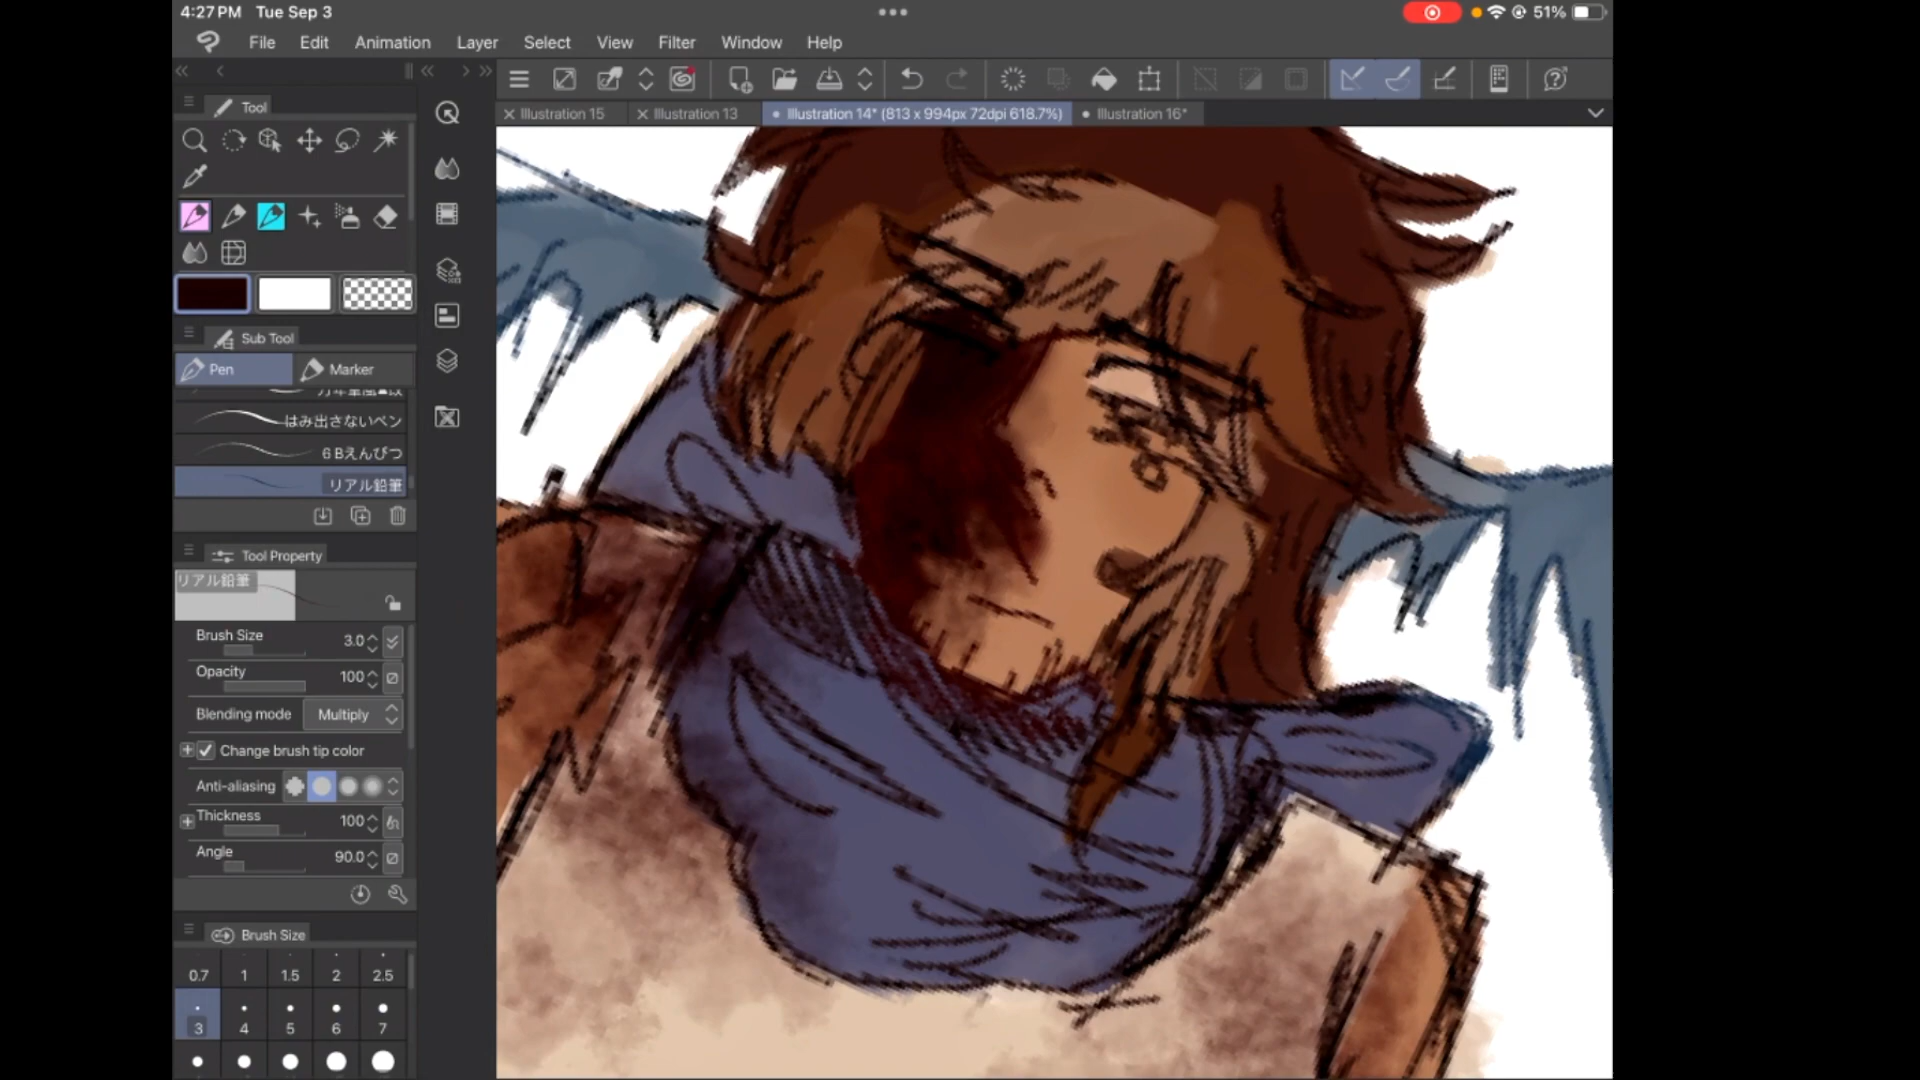 4:27 PM Tue Sep 3
51%
File Edit Animation Layer Select View Filter Window Help
Tool
Illustration 15
Illustration 13
Illustration 14* (813 x 994px 72dpi 618.7%)
Illustration 16*
Sub Tool
Pen
Marker
はみ出さないペン
6Bえんぴつ
リアル鉛筆
Tool Property
リアル鉛筆
Brush Size 3.0
Opacity 100
Blending mode Multiply
Change brush tip color
Anti-aliasing
Thickness 100
Angle 90.0
Brush Size
0.7 1 1.5 2 2.5
3 4 5 6 7